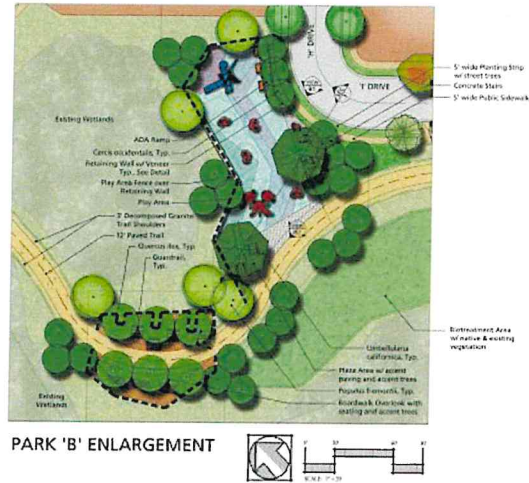 'H' DRIVE
'I' DRIVE
5' wide Planting Strip
w/ street trees
Concrete Stairs
5' wide Public Sidewalk
Existing Wetlands
ADA Ramp
Cercis occidentalis, Typ.
Retaining Wall w/ Veneer
Typ., See Detail
Play Area Fence over
Retaining Wall
Play Area
3' Decomposed Granite
Trail Shoulders
12' Paved Trail
Quercus ilex, Typ.
Guardrail,
Typ.
Biotreatment Area
w/ native & existing
vegetation
Umbellularia
californica, Typ.
Plaza Area w/ accent
paving and accent trees
Populus fremontii, Typ.
Boardwalk Overlook with
seating and accent trees
Existing
Wetlands
PARK 'B' ENLARGEMENT